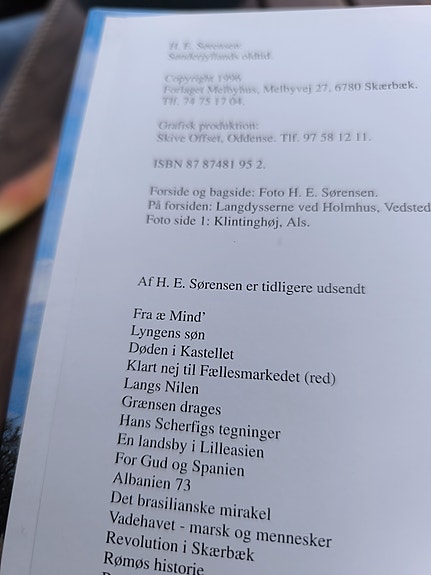 H. E. Sørensen:
Sønderjyllands oldtid.
Copyright 1996
Forlaget Melbyhus, Melbyvej 27, 6780 Skærbæk.
Tlf. 74 75 17 04.
Grafisk produktion:
Skive Offset, Oddense. Tlf. 97 58 12 11.
ISBN 87 87481 95 2.
Forside og bagside: Foto H. E. Sørensen.
På forsiden: Langdysserne ved Holmhus, Vedsted
Foto side 1: Klintinghøj, Als.
Af H. E. Sørensen er tidligere udsendt
Fra æ Mind'
Lyngens søn
Døden i Kastellet
Klart nej til Fællesmarkedet (red)
Langs Nilen
Grænsen drages
Hans Scherfigs tegninger
En landsby i Lilleasien
For Gud og Spanien
Albanien 73
Det brasilianske mirakel
Vadehavet - marsk og mennesker
Revolution i Skærbæk
Rømøs historie